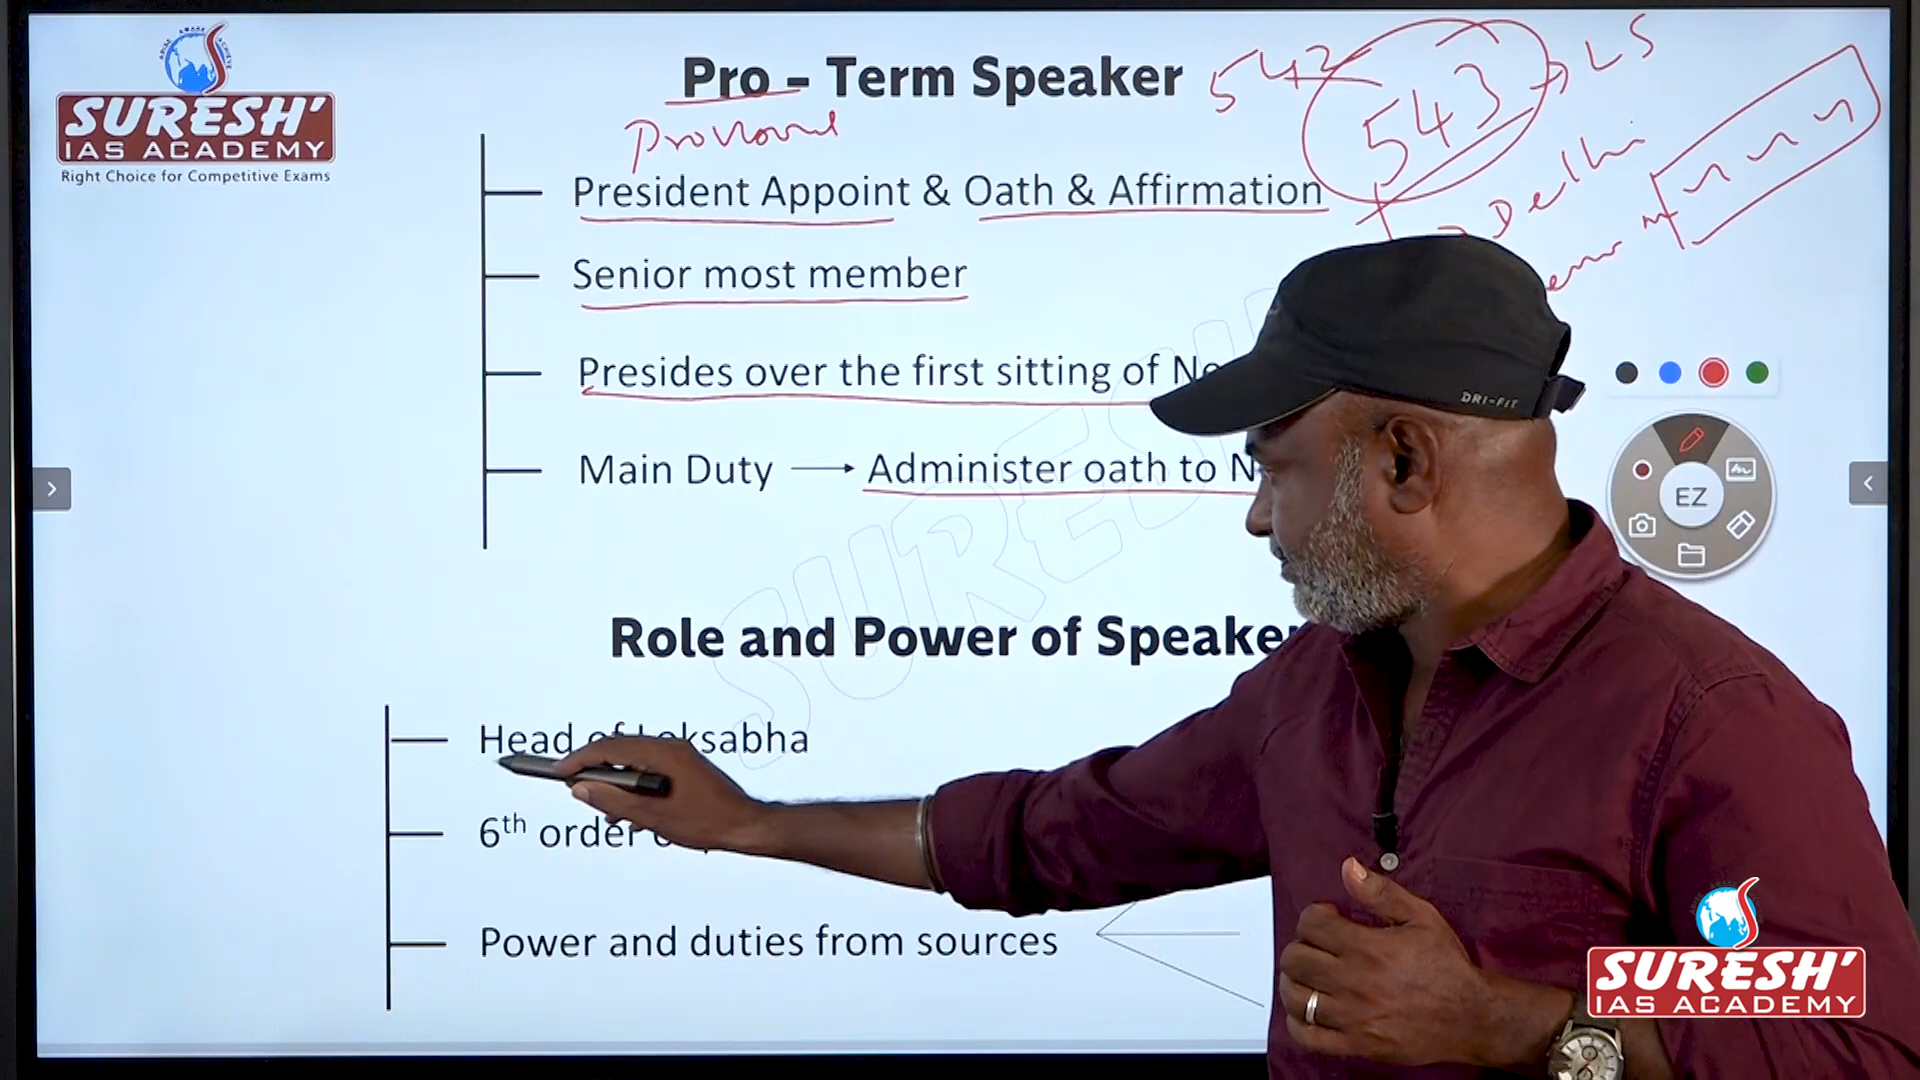 SURESH'
IAS ACADEMY
Right Choice for Competitive Exams
Pro – Term Speaker
542
543
LS
President Appoint & Oath & Affirmation
Delhi
Senior most member
Presides over the first sitting of
Main Duty → Administer oath to
DRI-FIT
EZ
SURESH
Role and Power of Speaker
Head of Loksabha
6th order
Power and duties from sources
SURESH'
IAS ACADEMY